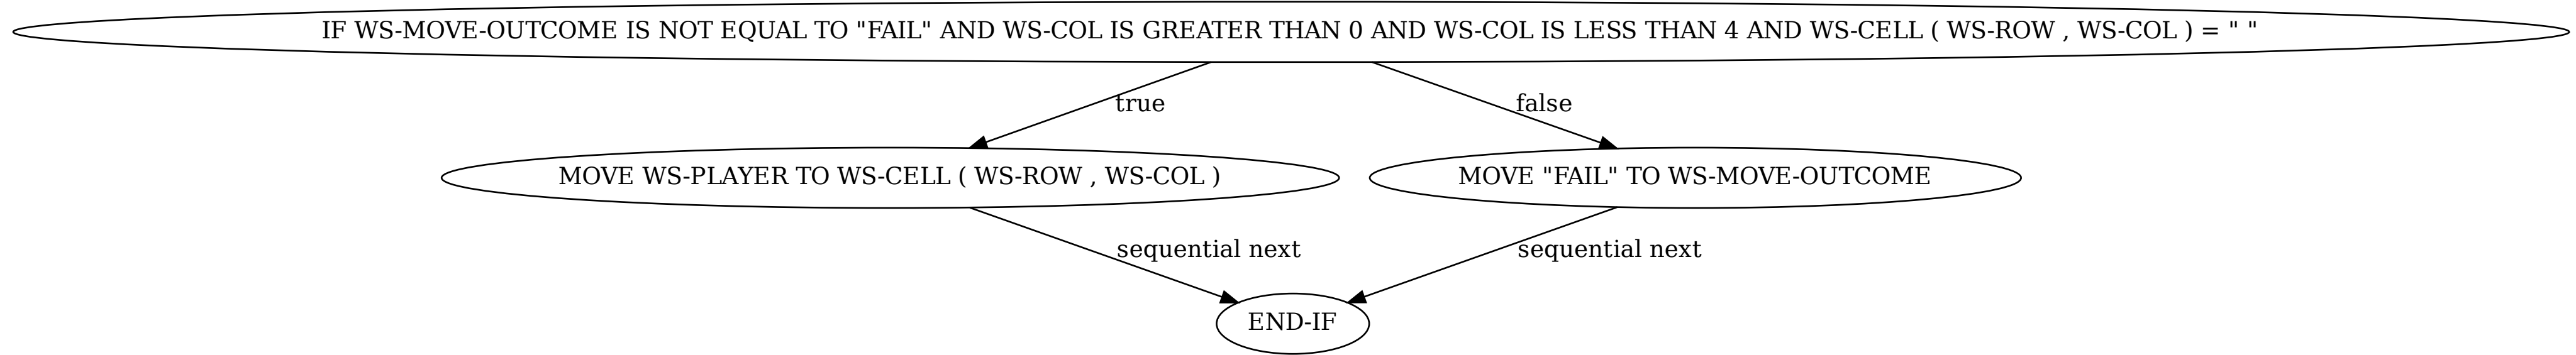 IF WS-MOVE-OUTCOME IS NOT EQUAL TO "FAIL" AND WS-COL IS GREATER THAN 0 AND WS-COL IS LESS THAN 4 AND WS-CELL ( WS-ROW , WS-COL ) = " "
true
false
MOVE WS-PLAYER TO WS-CELL ( WS-ROW , WS-COL )
MOVE "FAIL" TO WS-MOVE-OUTCOME
sequential next
sequential next
END-IF